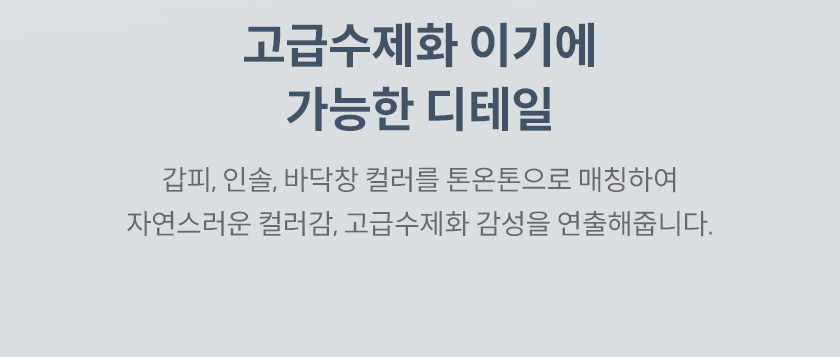 고급수제화 이기에
가능한 디테일
갑피, 인솔, 바닥창 컬러를 톤온톤으로 매칭하여
자연스러운 컬러감, 고급수제화 감성을 연출해줍니다.